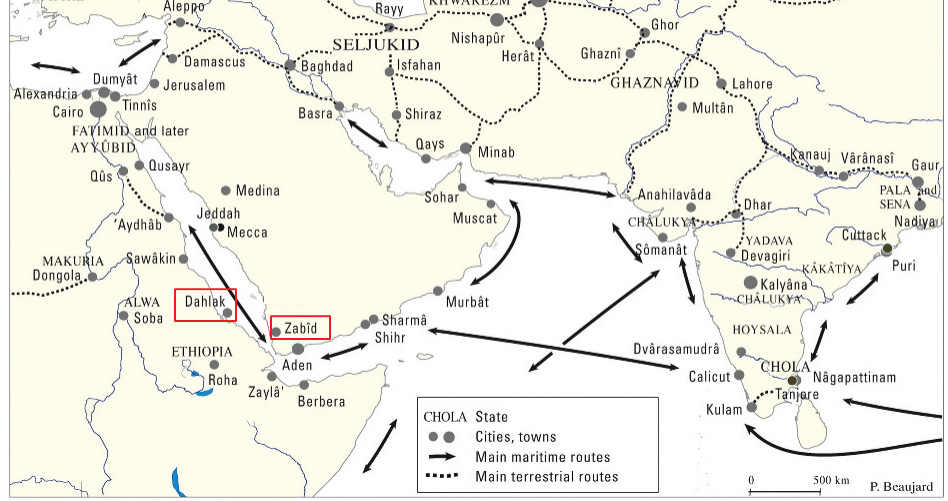 Aleppo
Rayy
KHWAREZM
Ghor
Nishapûr
SELJUKID
Herât
Ghaznî
Damascus
Baghdad
Isfahan
Dumyât
GHAZNAVID
Lahore
Alexandria
Jerusalem
Tinnîs
Cairo
Basra
Shiraz
Multân
FATIMID and later
AYYÛBID
Qays
Minab
Kanauj
Vârânasî
Gaur
Qusayr
Qûs
Medina
Sohar
Anahilavâda
PALA and
SENA
Muscat
Dhar
Jeddah
CHÂLUKYA
Nadiya
'Aydhâb
Mecca
Cuttack
Sômanât
YADAVA
Devagiri
MAKURIA
Sawâkin
Dongola
KÂKÂTÎYA
Puri
Kalyâna
Dahlak
Murbât
CHÂLUKYA
ALWA
Soba
Zabîd
Sharmâ
Shihr
HOYSALA
ETHIOPIA
Aden
Dvârasamudrâ
Roha
CHOLA
Calicut
Nâgapattinam
Zaylâ'
Berbera
Tanjore
Kulam
CHOLA State
Cities, towns
Main maritime routes
Main terrestrial routes
0 500 km
P. Beaujard